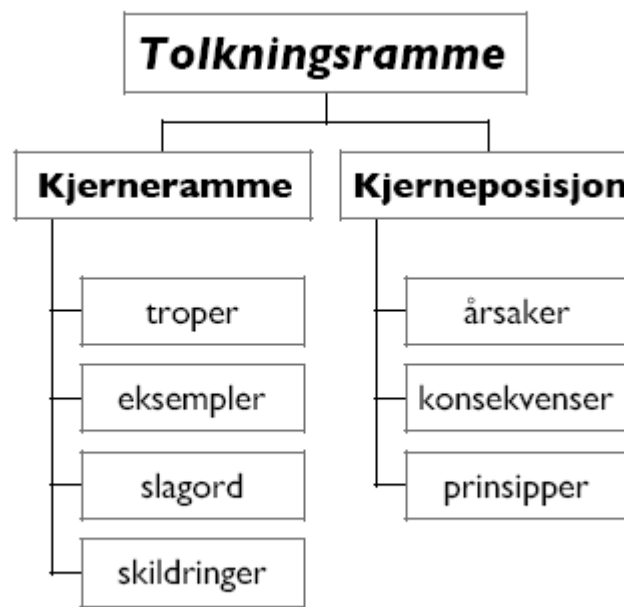 Tolkningsramme
Kjerneramme
troper
eksempler
slagord
skildringer
Kjerneposisjon
årsaker
konsekvenser
prinsipper